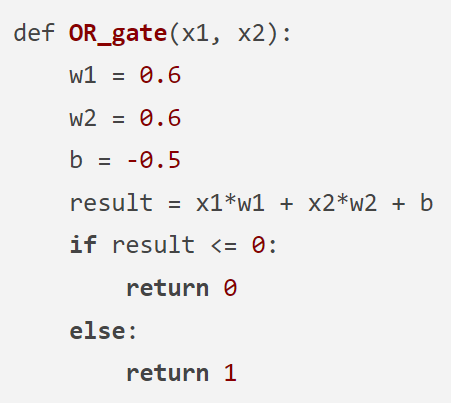 def OR_gate(x1, x2):
    w1 = 0.6
    w2 = 0.6
    b = -0.5
    result = x1*w1 + x2*w2 + b
    if result <= 0:
        return 0
    else:
        return 1